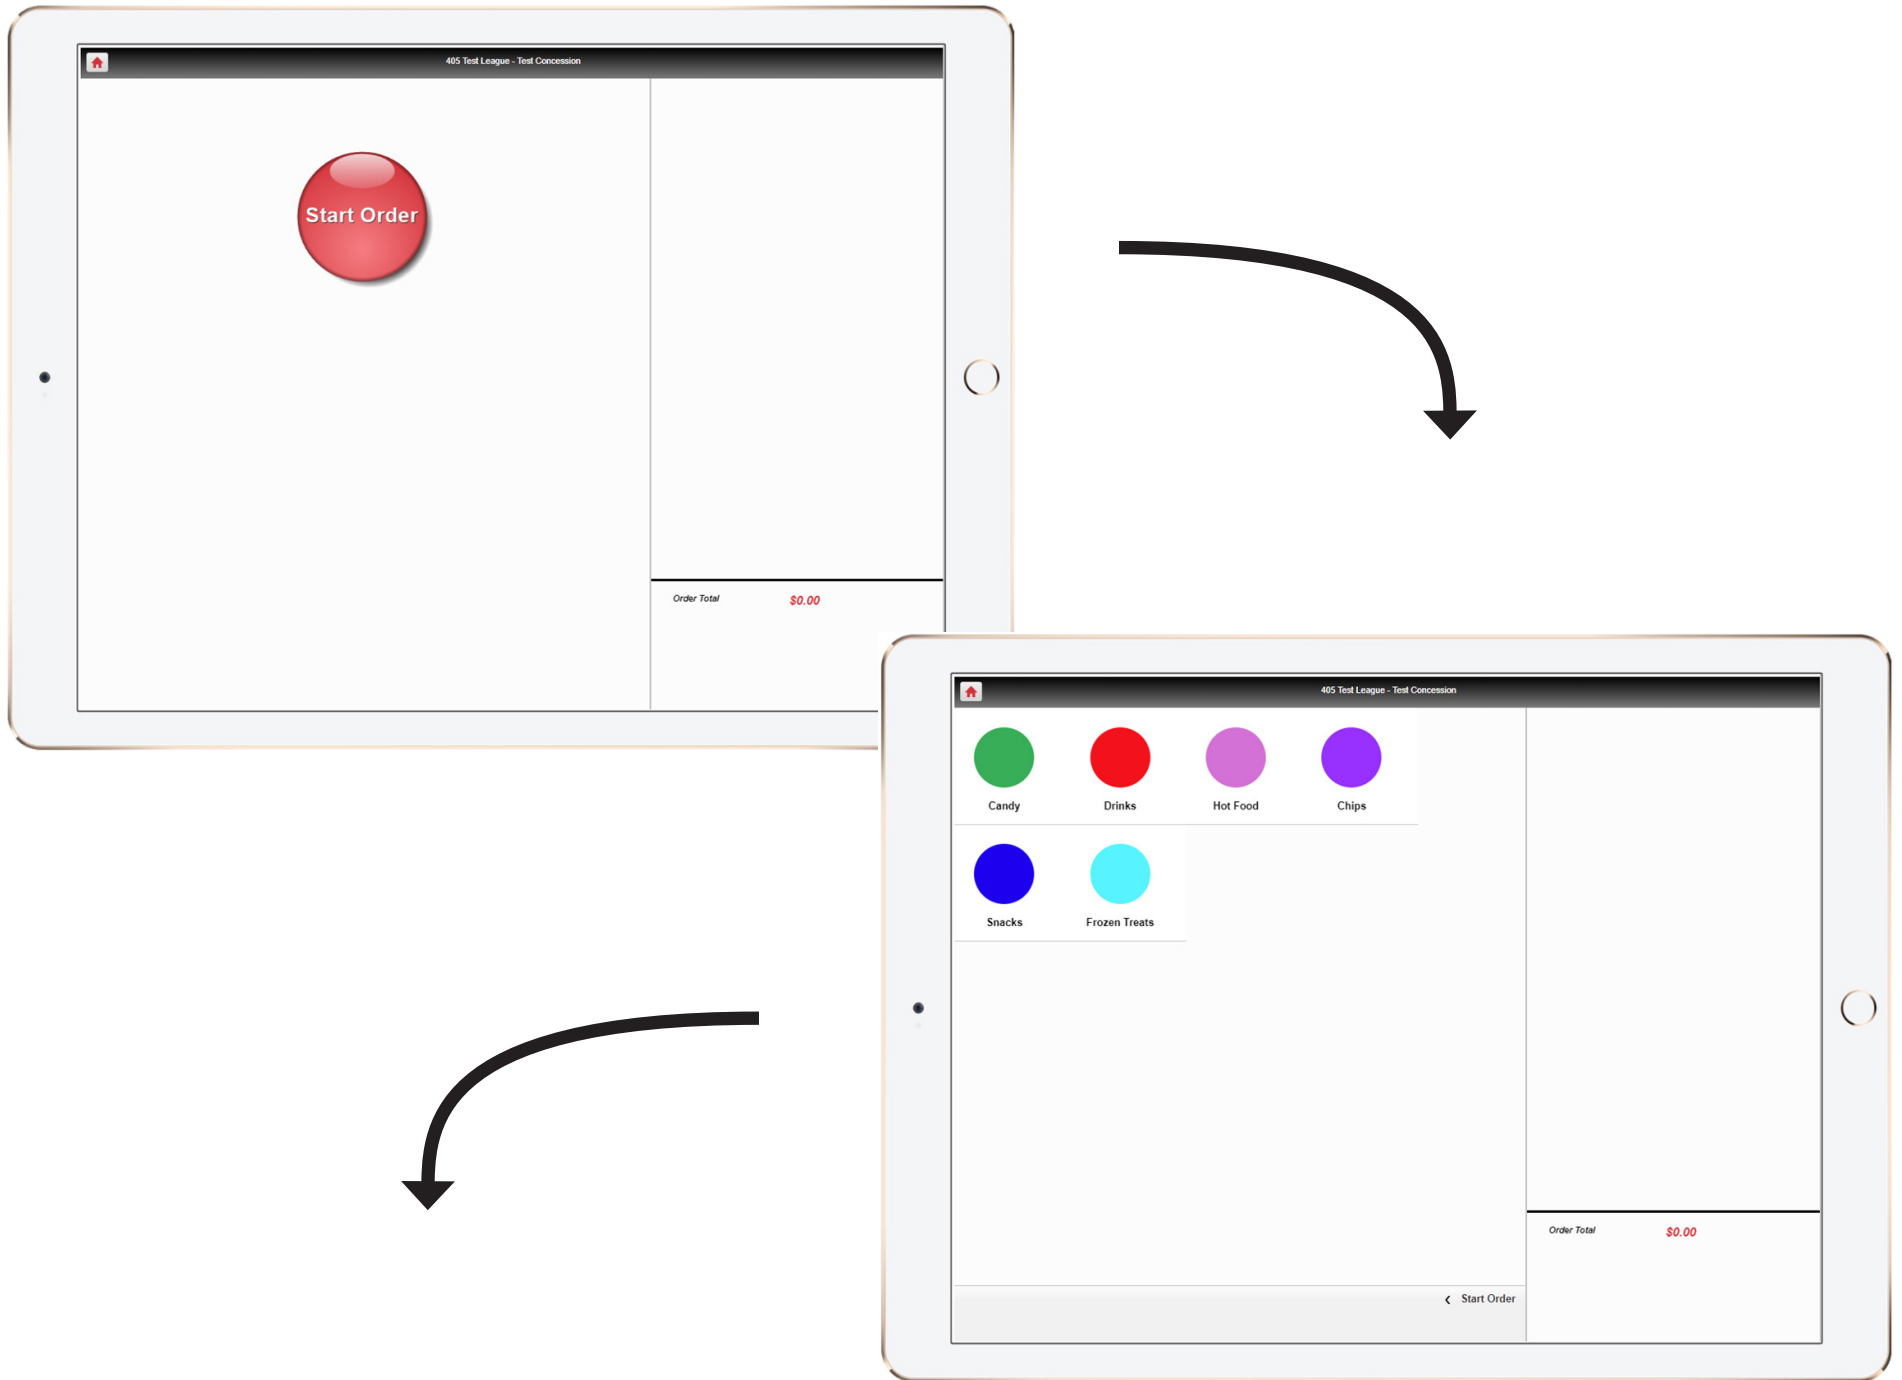 405 Test League - Test Concession
Start Order
Order Total $0.00
405 Test League - Test Concession
Candy Drinks Hot Food Chips
Snacks Frozen Treats
Order Total $0.00
Start Order